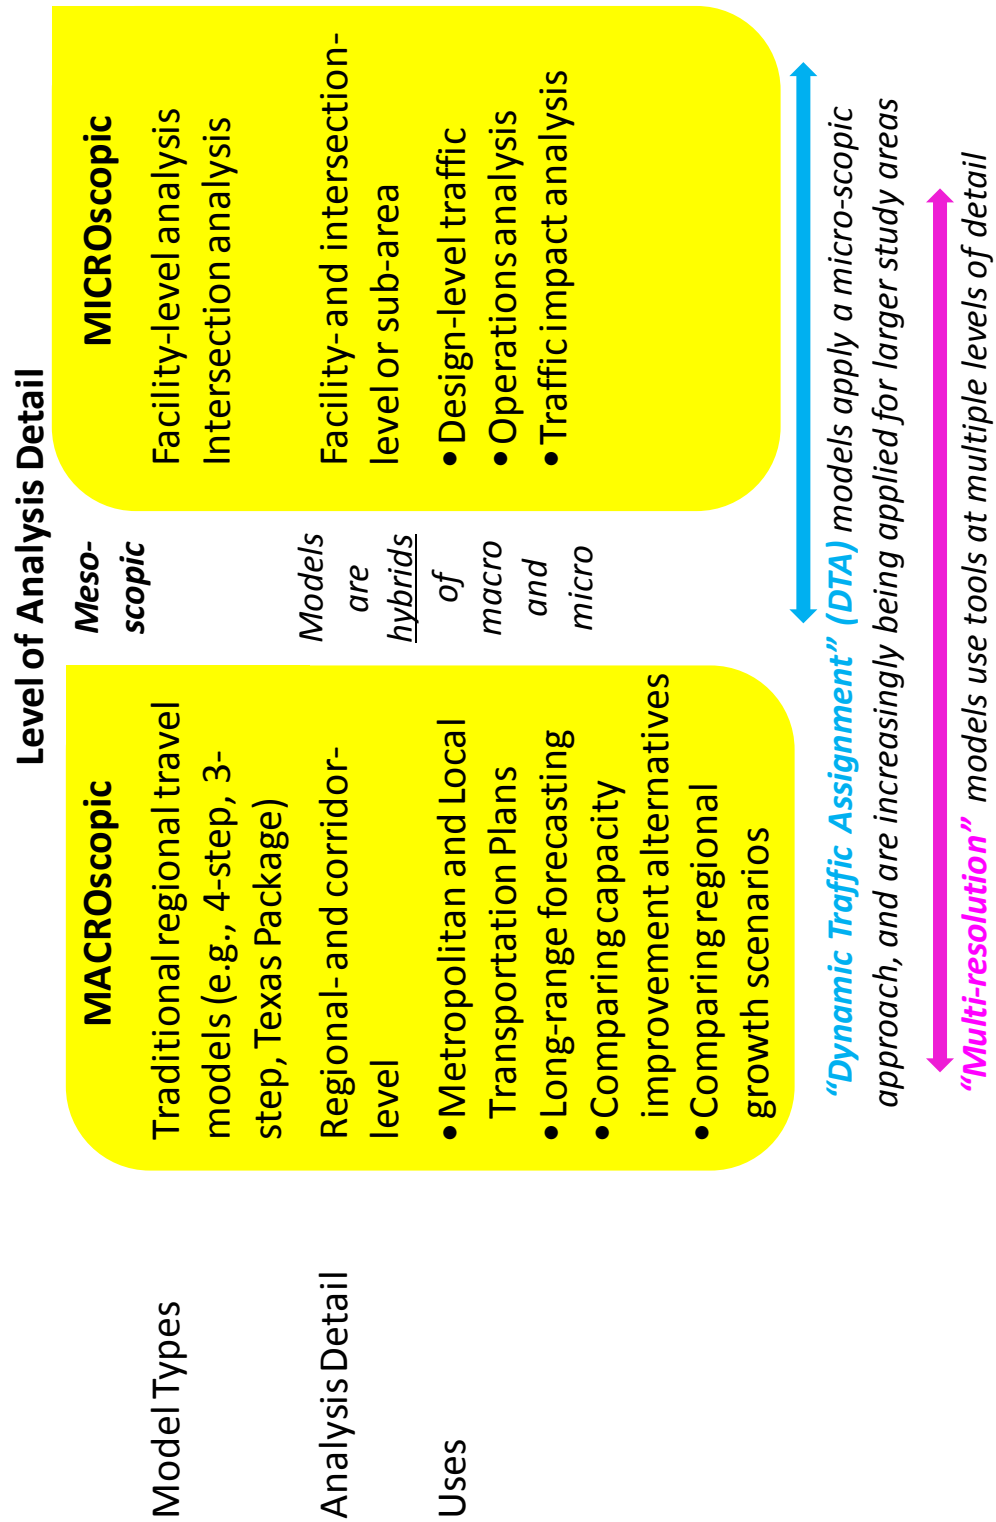 Level of Analysis Detail
MACROscopic
Meso-
scopic
MICROscopic
Model Types
Traditional regional travel
models (e.g., 4-step, 3-
step, Texas Package)
Facility-level analysis
Intersection analysis
Analysis Detail
Regional- and corridor-
level
Models
are
hybrids
of
macro
and
micro
Facility- and intersection-
level or sub-area
Uses
• Metropolitan and Local
Transportation Plans
• Long-range forecasting
• Comparing capacity
improvement alternatives
• Comparing regional
growth scenarios
• Design-level traffic
• Operations analysis
• Traffic impact analysis
“Dynamic Traffic Assignment” (DTA) models apply a micro-scopic
approach, and are increasingly being applied for larger study areas
“Multi-resolution” models use tools at multiple levels of detail